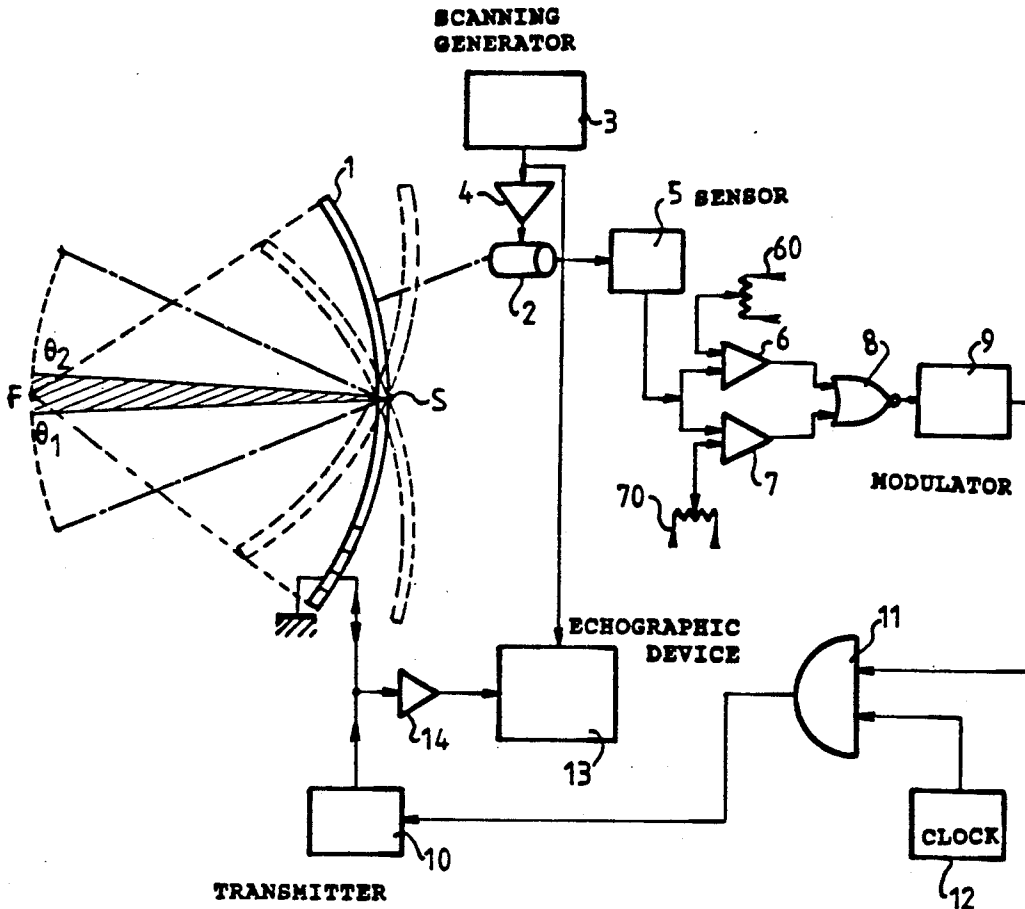 SCANNING
GENERATOR
3
1
4
5 SENSOR
60
2
6
8
9
θ2
F
S
θ1
7
MODULATOR
70
ECHOGRAPHIC
DEVICE
11
14
13
10
CLOCK
12
TRANSMITTER